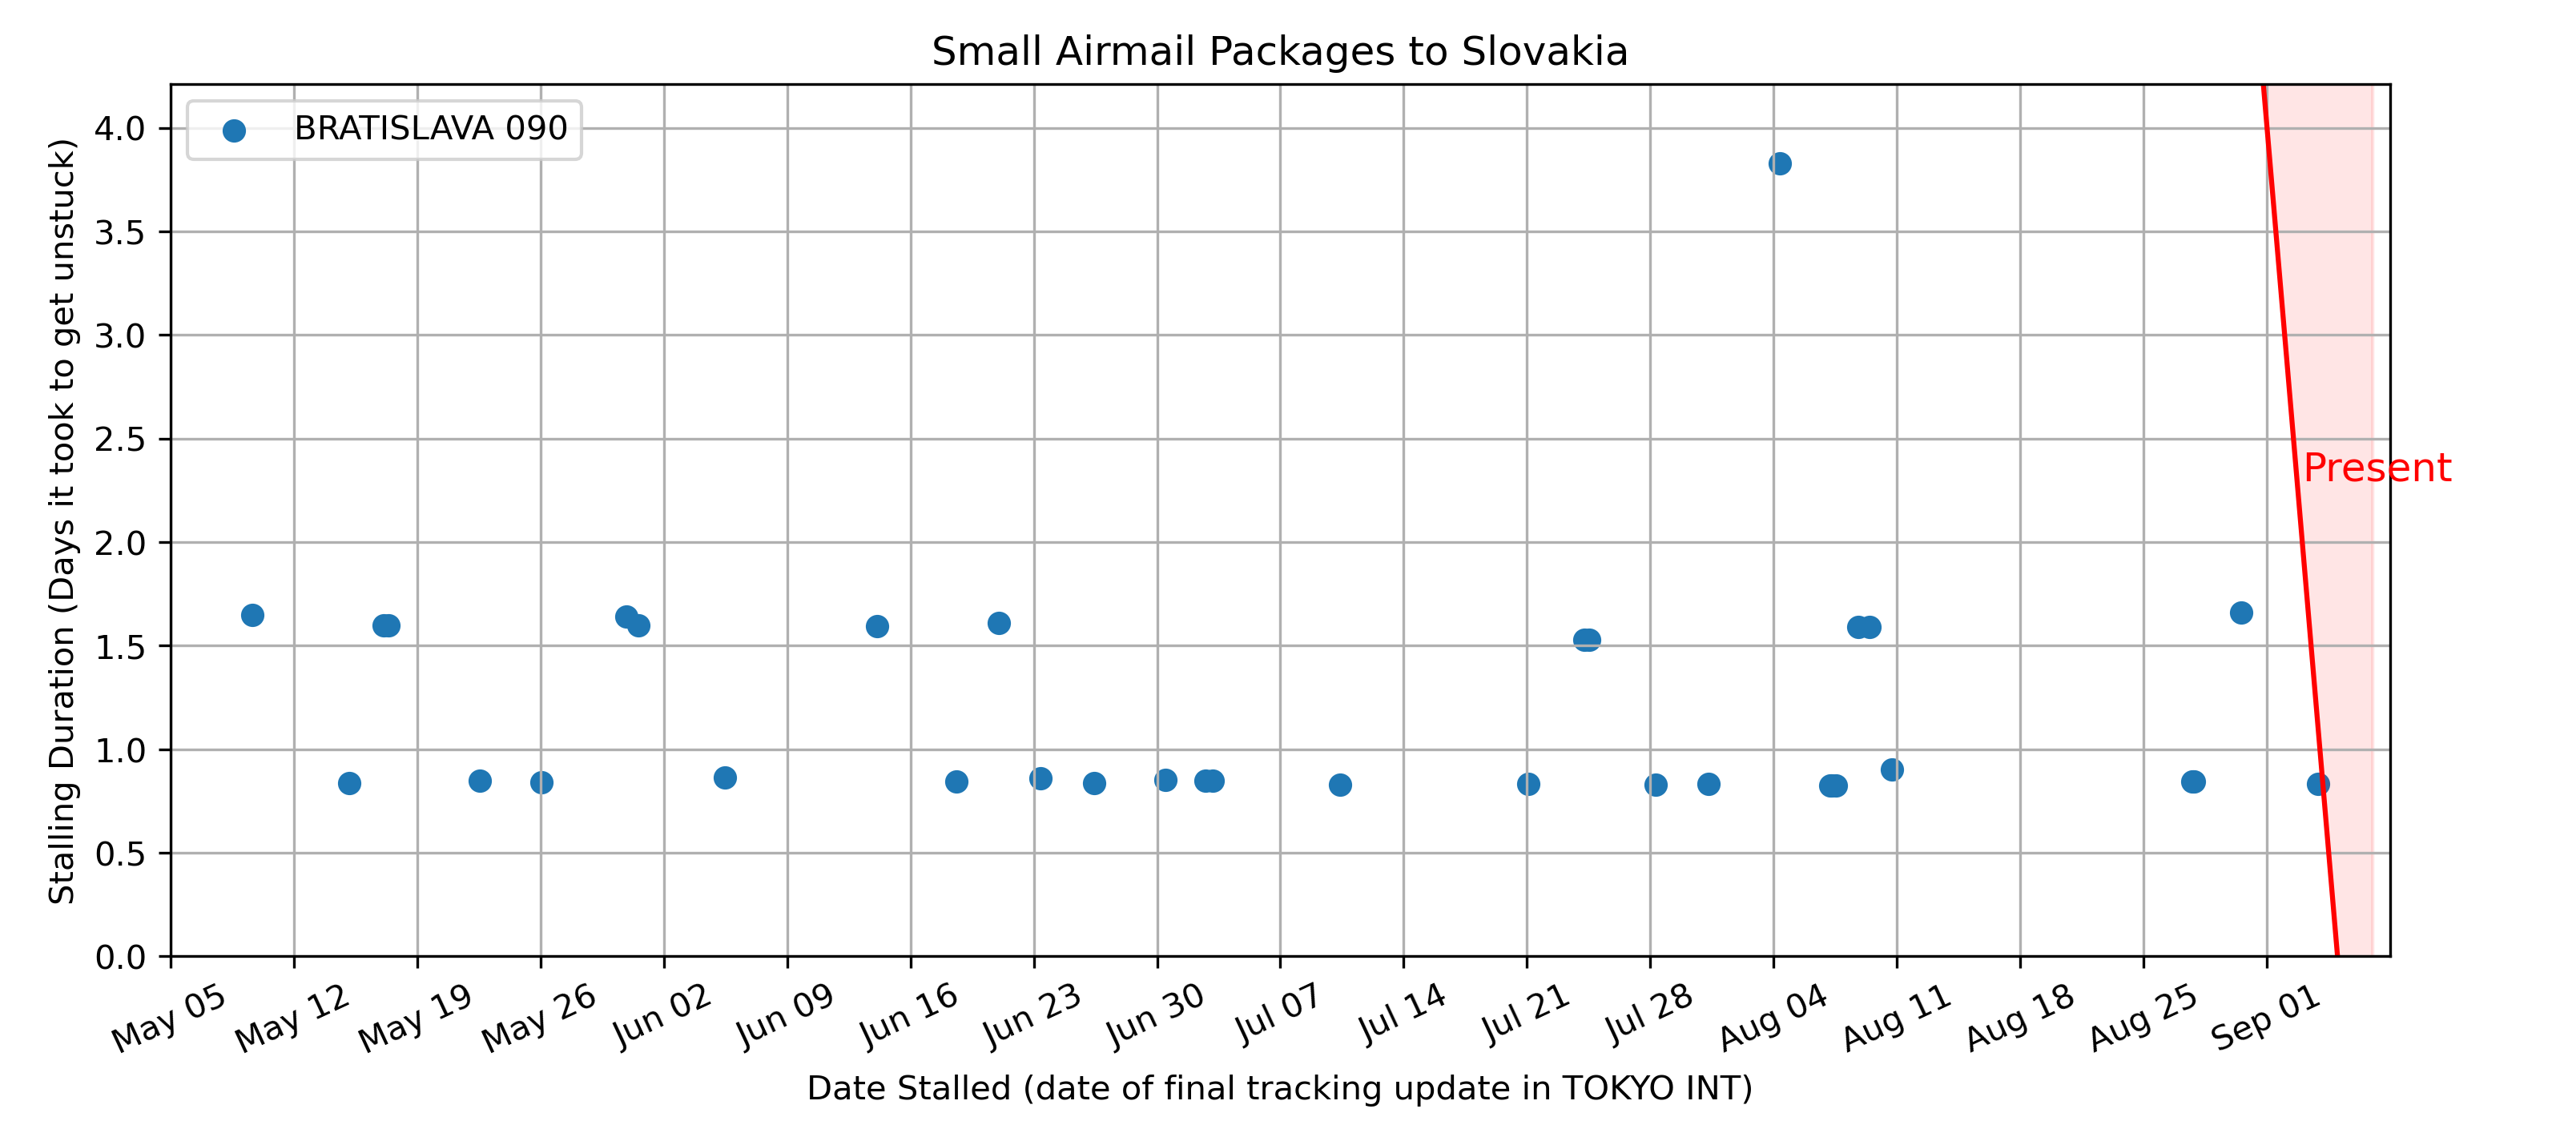 Small Airmail Packages to Slovakia
BRATISLAVA 090
Stalling Duration (Days it took to get unstuck)
4.0
3.5
3.0
2.5
2.0
1.5
1.0
0.5
0.0
Present
May 05
May 12
May 19
May 26
Jun 02
Jun 09
Jun 16
Jun 23
Jun 30
Jul 07
Jul 14
Jul 21
Jul 28
Aug 04
Aug 11
Aug 18
Aug 25
Sep 01
Date Stalled (date of final tracking update in TOKYO INT)